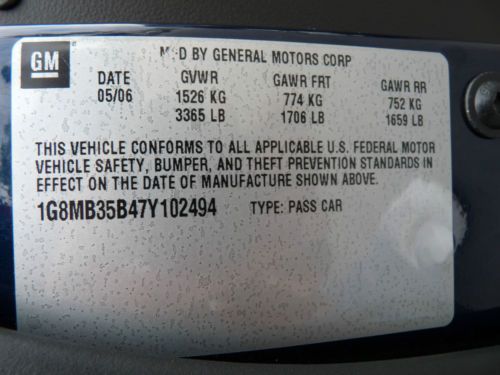 GM
M D BY GENERAL MOTORS CORP
DATE GVWR GAWR FRT GAWR RR
05/06 1526 KG 774 KG 752 KG
3365 LB 1706 LB 1659 LB
THIS VEHICLE CONFORMS TO ALL APPLICABLE U.S. FEDERAL MOTOR
VEHICLE SAFETY, BUMPER, AND THEFT PREVENTION STANDARDS IN
EFFECT ON THE DATE OF MANUFACTURE SHOWN ABOVE.
1G8MB35B47Y102494 TYPE: PASS CAR